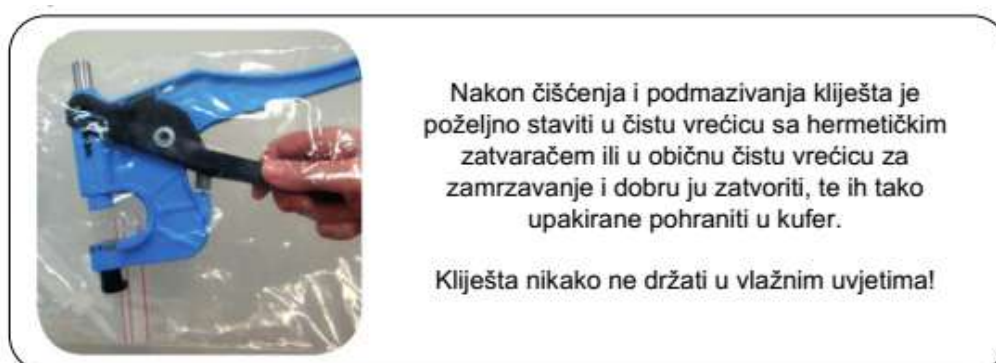 Nakon čišćenja i podmazivanja kliješta je
poželjno staviti u čistu vrećicu sa hermetičkim
zatvaračem ili u običnu čistu vrećicu za
zamrzavanje i dobru ju zatvoriti, te ih tako
upakirane pohraniti u kufer.
Kliješta nikako ne držati u vlažnim uvjetima!